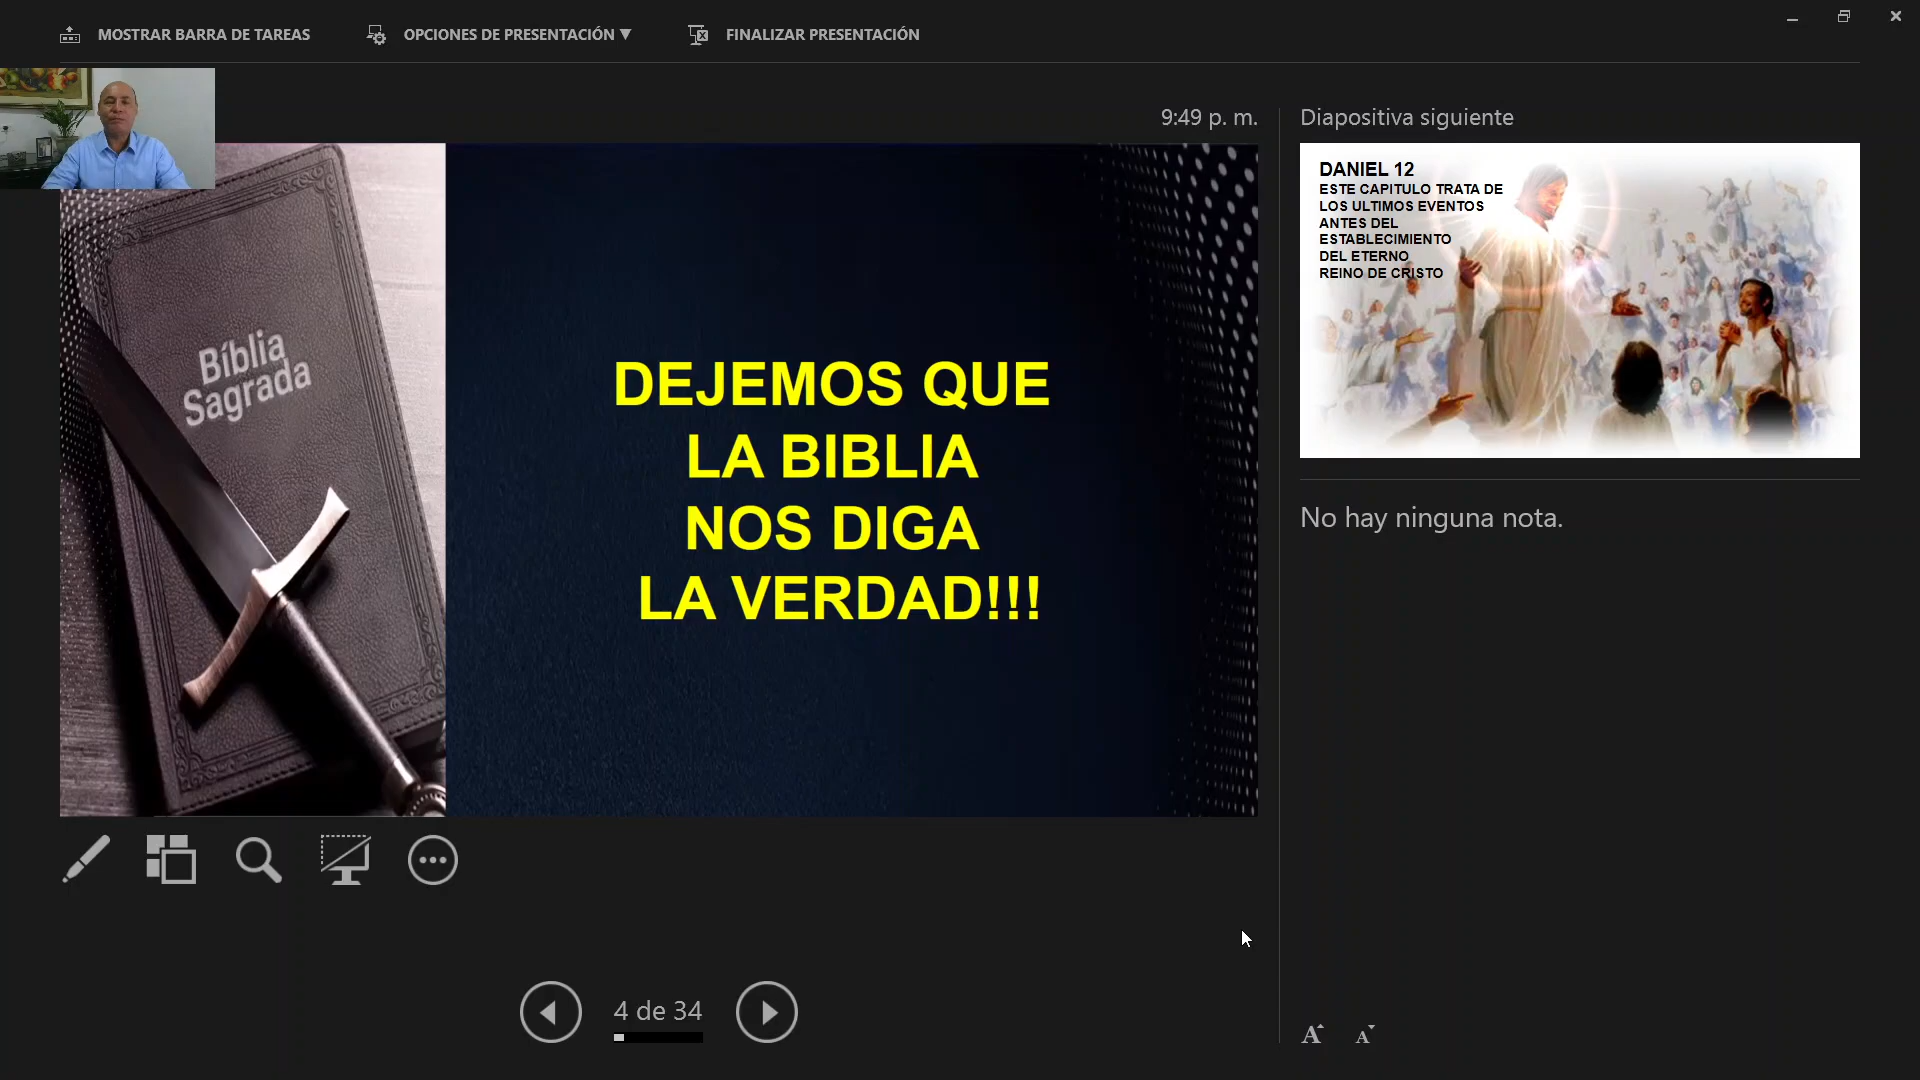 MOSTRAR BARRA DE TAREAS
OPCIONES DE PRESENTACIÓN ▼
FINALIZAR PRESENTACIÓN
9:49 p. m.
Bíblia
Sagrada
DEJEMOS QUE
LA BIBLIA
NOS DIGA
LA VERDAD!!!
4 de 34
Diapositiva siguiente
DANIEL 12
ESTE CAPITULO TRATA DE
LOS ULTIMOS EVENTOS
ANTES DEL
ESTABLECIMIENTO
DEL ETERNO
REINO DE CRISTO
No hay ninguna nota.
A A